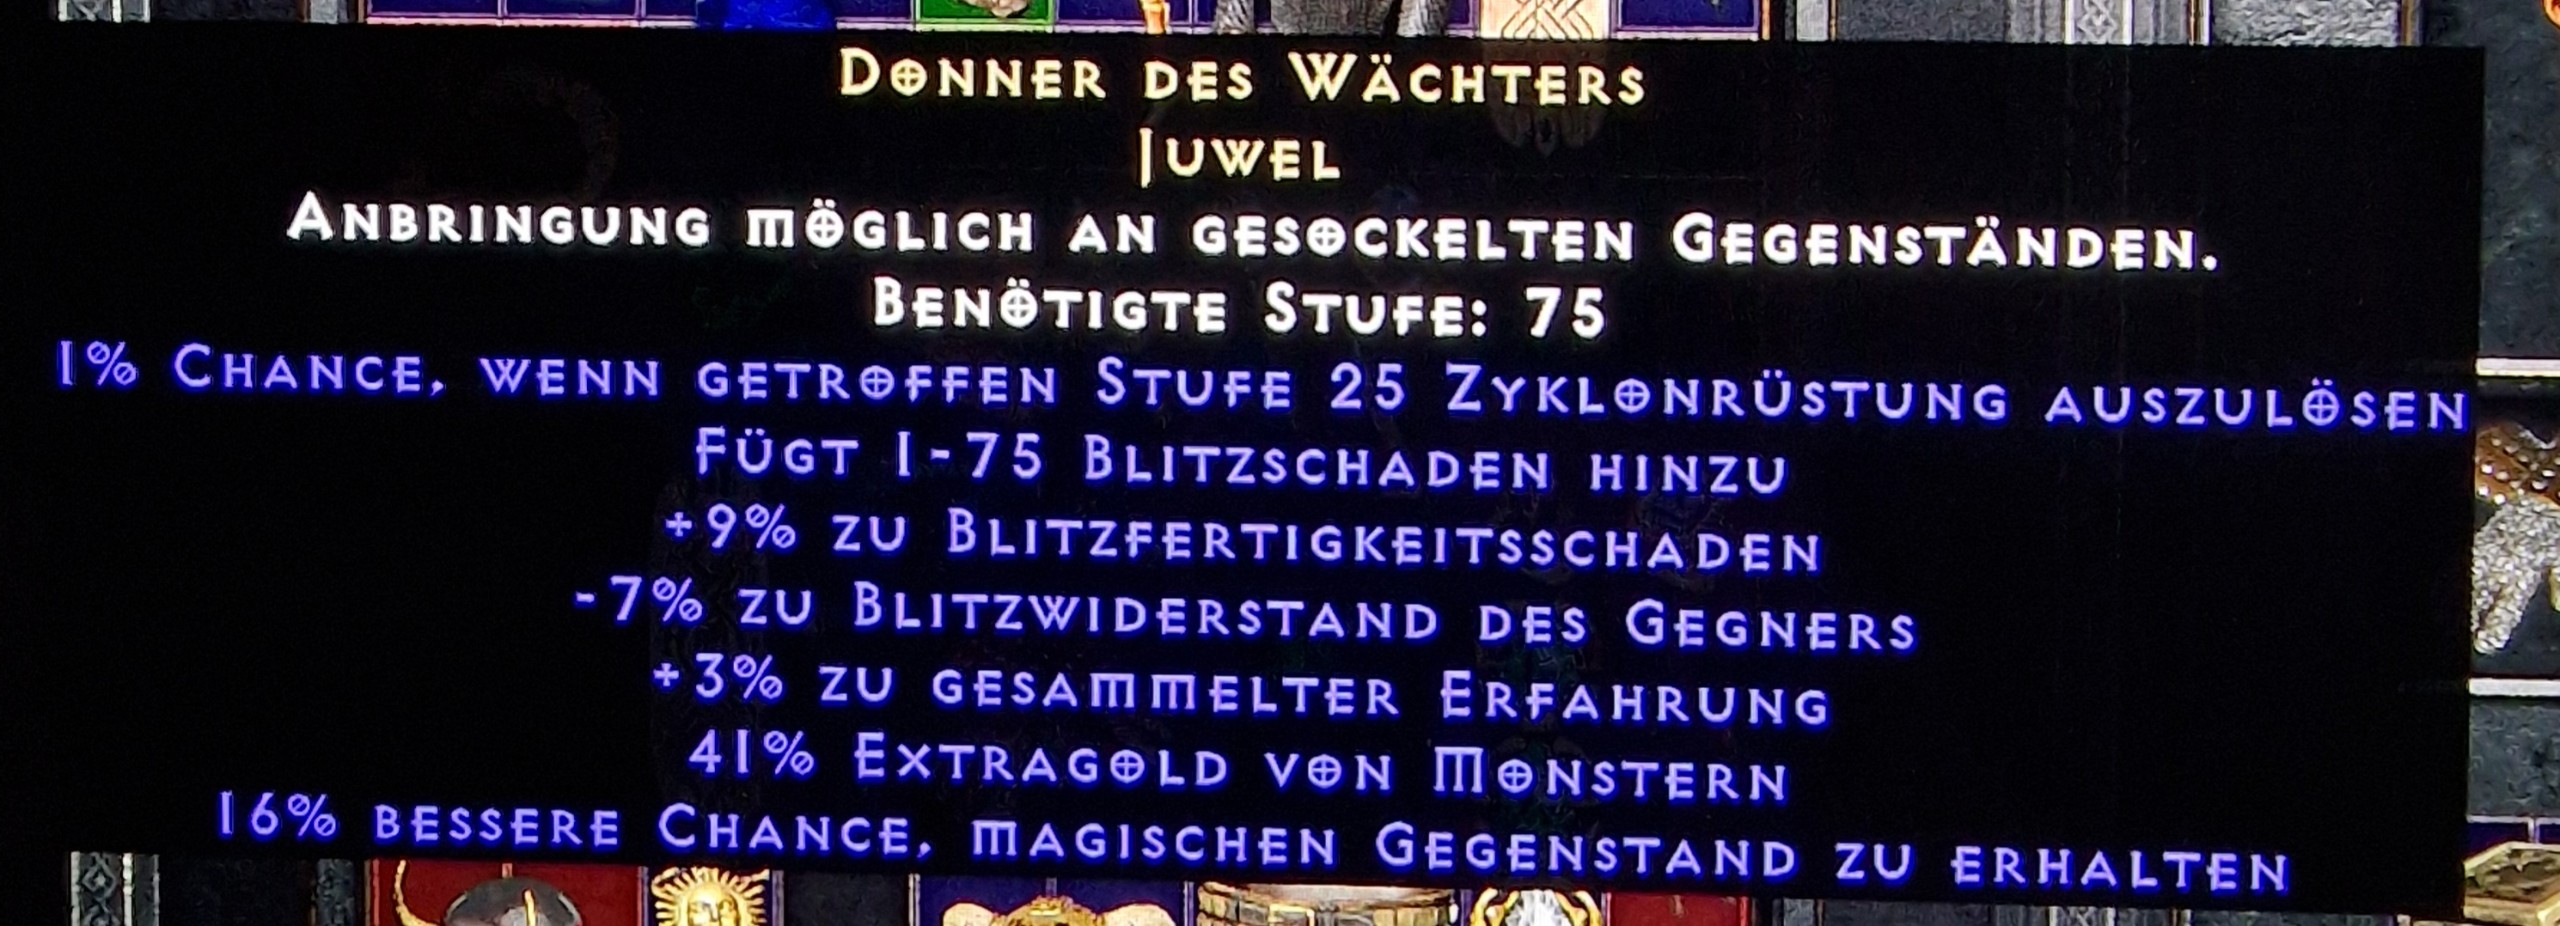 Donner des Wächters
Juwel
Anbringung möglich an gesockelten Gegenständen.
Benötigte Stufe: 75
1% Chance, wenn getroffen Stufe 25 Zyklonrüstung auszulösen
Fügt 1-75 Blitzschaden hinzu
+9% zu Blitzfertigkeitsschaden
-7% zu Blitzwiderstand des Gegners
+3% zu gesammelter Erfahrung
41% Extragold von Monstern
16% bessere Chance, magischen Gegenstand zu erhalten